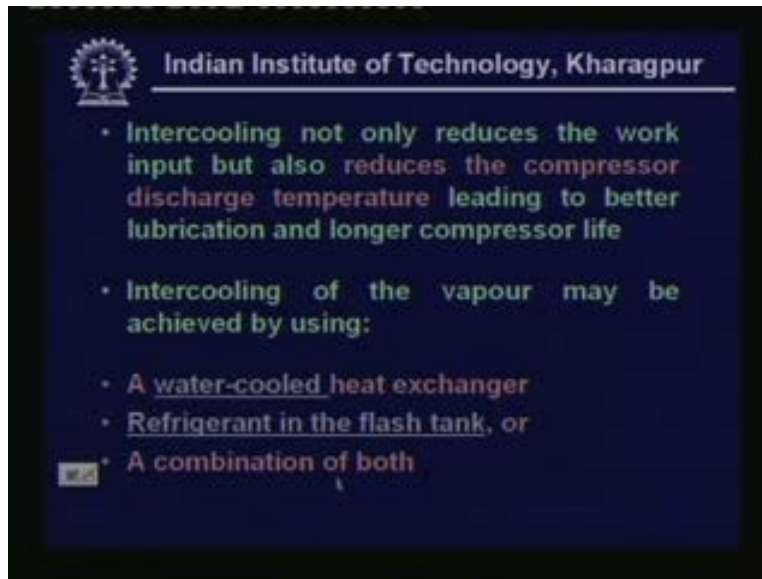 Indian Institute of Technology, Kharagpur
• Intercooling not only reduces the work
input but also reduces the compressor
discharge temperature leading to better
lubrication and longer compressor life
• Intercooling of the vapour may be
achieved by using:
• A water-cooled heat exchanger
• Refrigerant in the flash tank, or
• A combination of both